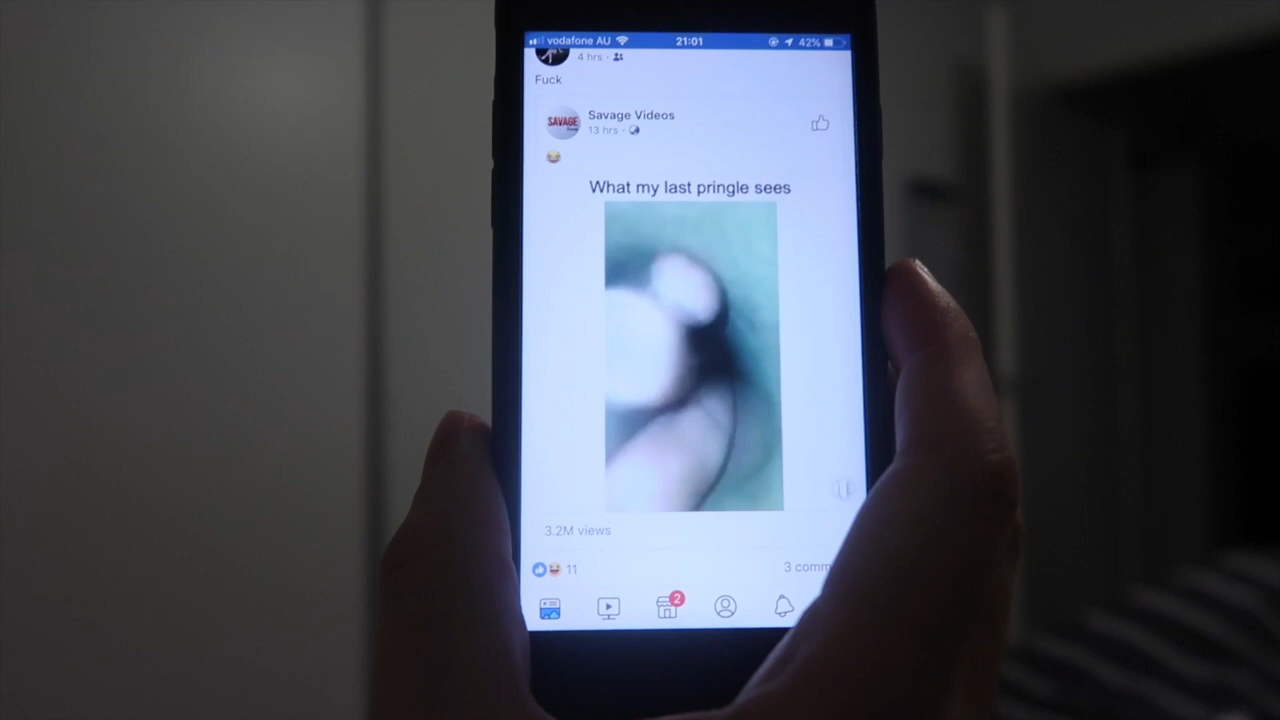 vodafone AU 21:01 42%
4 hrs ·
Fuck
SAVAGE
Savage Videos
13 hrs ·
What my last pringle sees
3.2M views
11 3 comm
2